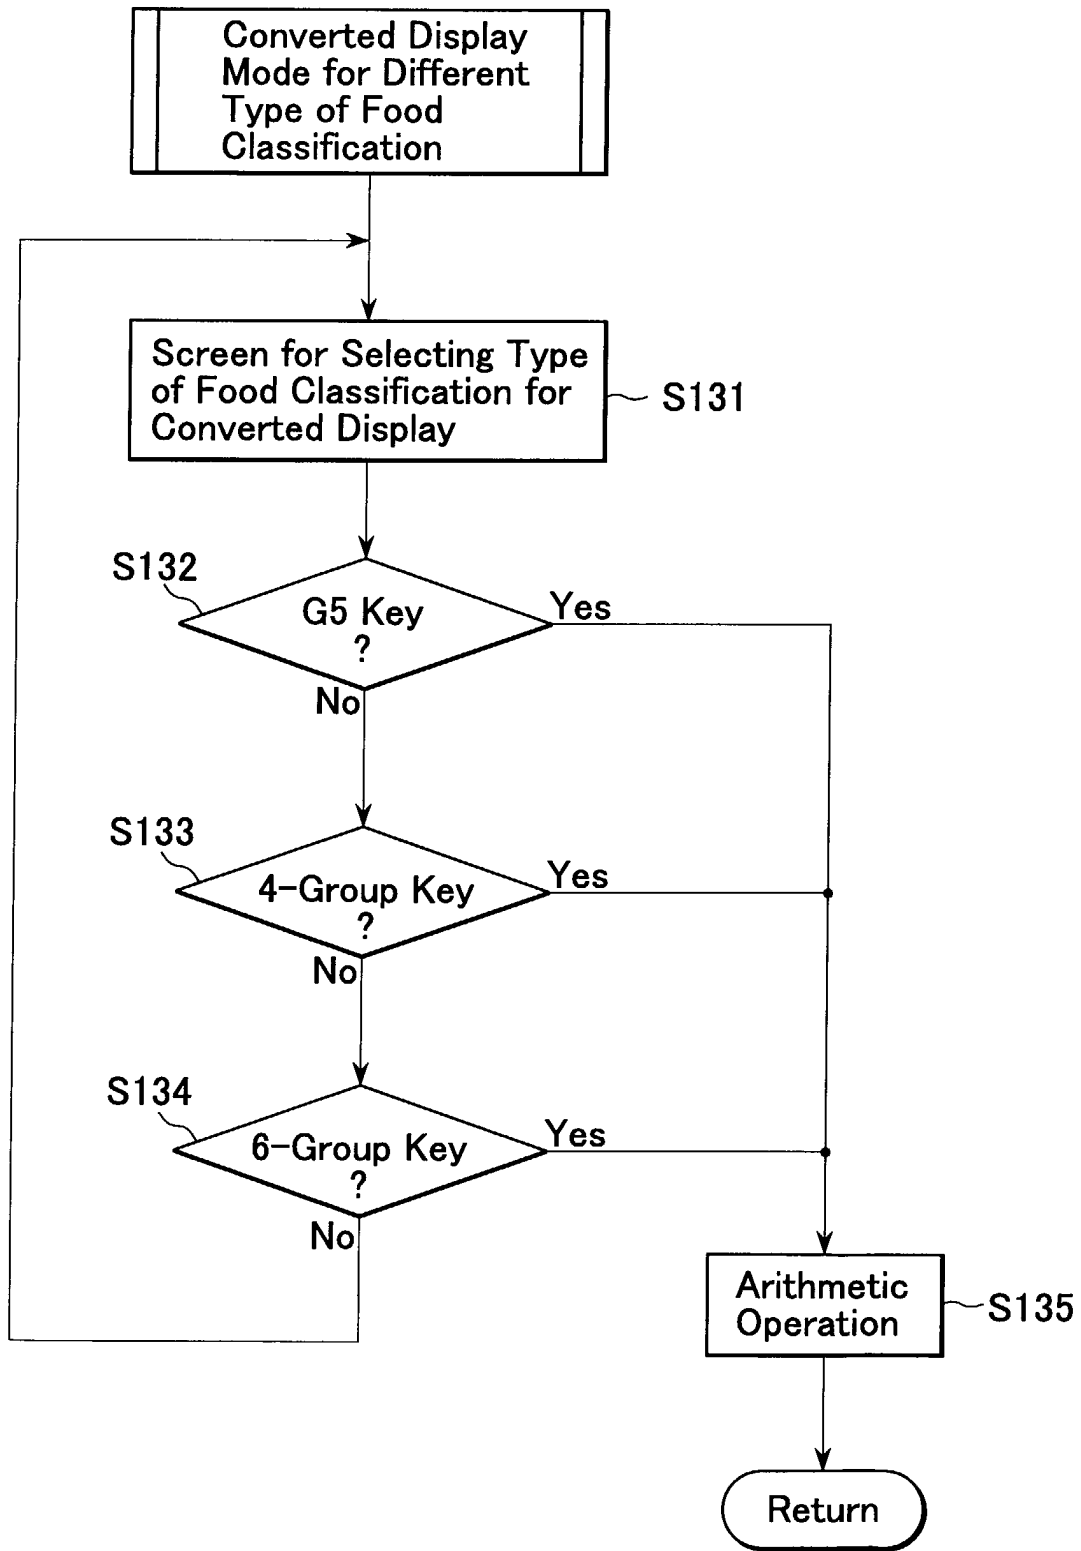 Converted Display
Mode for Different
Type of Food
Classification
Screen for Selecting Type
of Food Classification for
Converted Display
S131
S132
G5 Key
?
Yes
No
S133
4-Group Key
?
Yes
No
S134
6-Group Key
?
Yes
No
Arithmetic
Operation
S135
Return